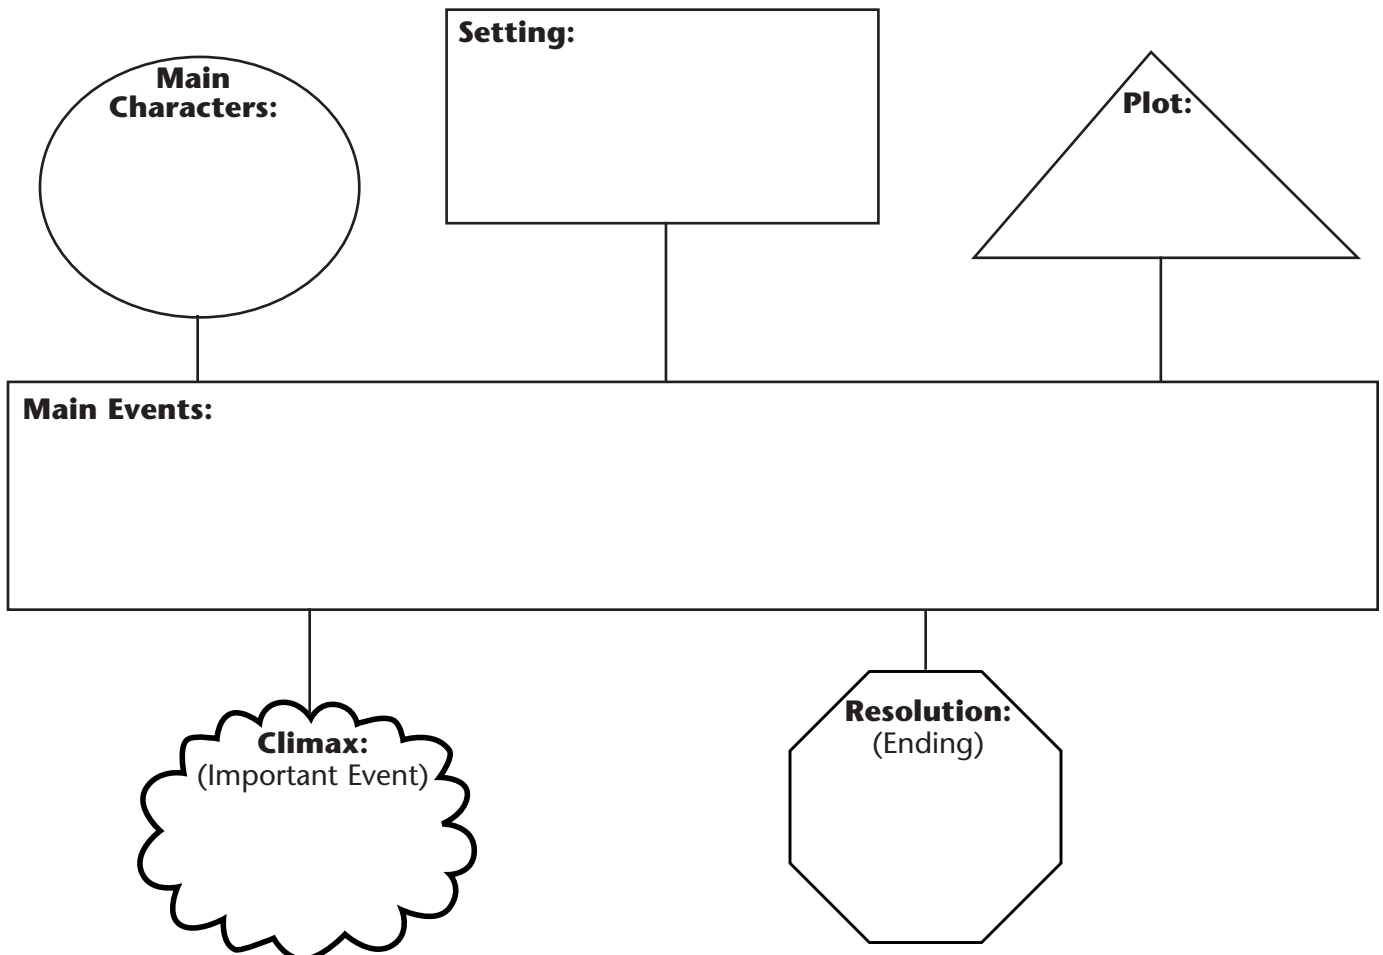 Main
Characters:
Setting:
Plot:
Main Events:
Climax:
(Important Event)
Resolution:
(Ending)